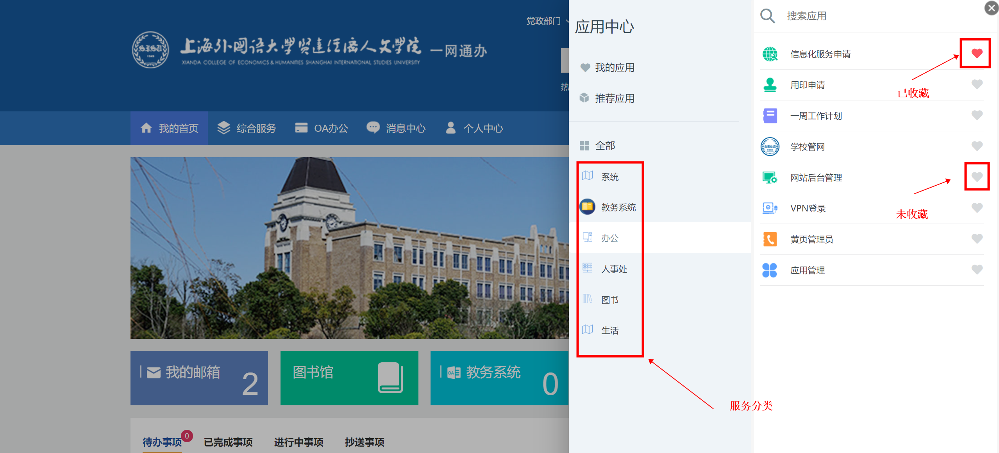 党政部门
上海外国语大学贤达经济人文学院
一网通办
SISU
1949
XIANDA COLLEGE OF ECONOMICS & HUMANITIES SHANGHAI INTERNATIONAL STUDIES UNIVERSITY
热
我的首页
综合服务
OA办公
消息中心
个人中心
我的邮箱
2
图书馆
OA
教务系统
0
待办事项
0
已完成事项
进行中事项
抄送事项
应用中心
我的应用
推荐应用
全部
系统
教务系统
办公
人事处
图书
生活
服务分类
搜索应用
信息化服务申请
已收藏
用印申请
一周工作计划
SISU
1949
学校管网
网站后台管理
未收藏
VPN登录
黄页管理员
应用管理